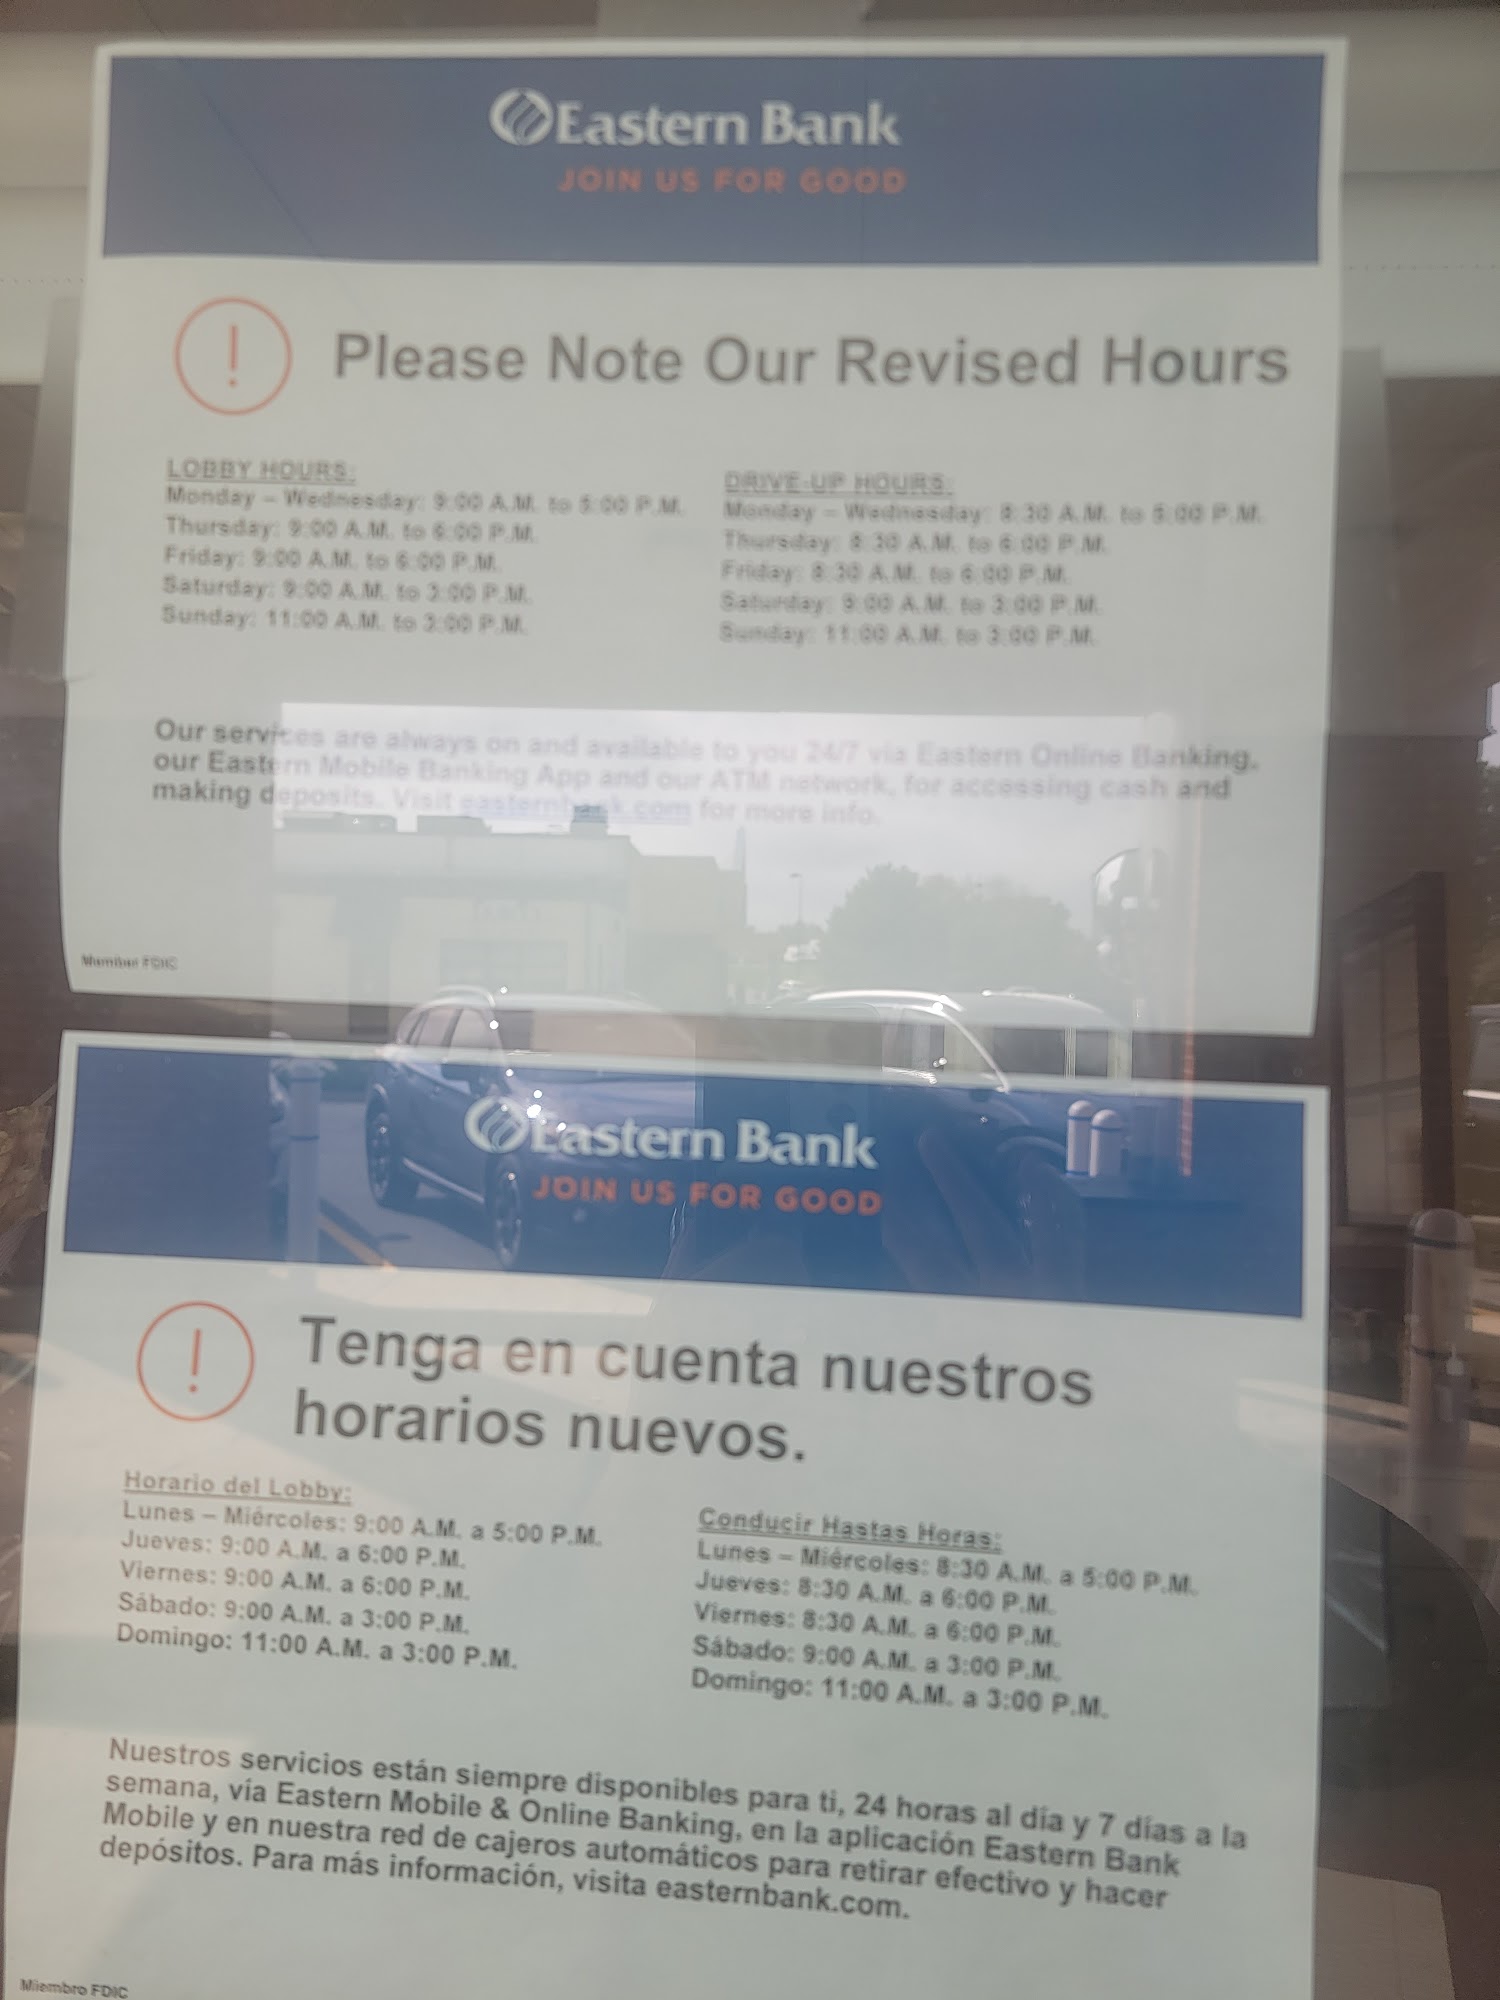 Eastern Bank
JOIN US FOR GOOD
! Please Note Our Revised Hours
LOBBY HOURS:
Monday – Wednesday: 9:00 A.M. to 5:00 P.M.
Thursday: 9:00 A.M. to 6:00 P.M.
Friday: 9:00 A.M. to 6:00 P.M.
Saturday: 9:00 A.M. to 3:00 P.M.
Sunday: 11:00 A.M. to 3:00 P.M.
DRIVE-UP HOURS:
Monday – Wednesday: 8:30 A.M. to 5:00 P.M.
Thursday: 8:30 A.M. to 6:00 P.M.
Friday: 8:30 A.M. to 6:00 P.M.
Saturday: 9:00 A.M. to 3:00 P.M.
Sunday: 11:00 A.M. to 3:00 P.M.
Our services are always on and available to you 24/7 via Eastern Online Banking,
our Eastern Mobile Banking App and our ATM network, for accessing cash and
making deposits. Visit easternbank.com for more info.
Member FDIC
Eastern Bank
JOIN US FOR GOOD
! Tenga en cuenta nuestros
horarios nuevos.
Horario del Lobby:
Lunes – Miércoles: 9:00 A.M. a 5:00 P.M.
Jueves: 9:00 A.M. a 6:00 P.M.
Viernes: 9:00 A.M. a 6:00 P.M.
Sábado: 9:00 A.M. a 3:00 P.M.
Domingo: 11:00 A.M. a 3:00 P.M.
Conducir Hastas Horas:
Lunes – Miércoles: 8:30 A.M. a 5:00 P.M.
Jueves: 8:30 A.M. a 6:00 P.M.
Viernes: 8:30 A.M. a 6:00 P.M.
Sábado: 9:00 A.M. a 3:00 P.M.
Domingo: 11:00 A.M. a 3:00 P.M.
Nuestros servicios están siempre disponibles para ti, 24 horas al día y 7 días a la
semana, vía Eastern Mobile & Online Banking, en la aplicación Eastern Bank
Mobile y en nuestra red de cajeros automáticos para retirar efectivo y hacer
depósitos. Para más información, visita easternbank.com.
Miembro FDIC